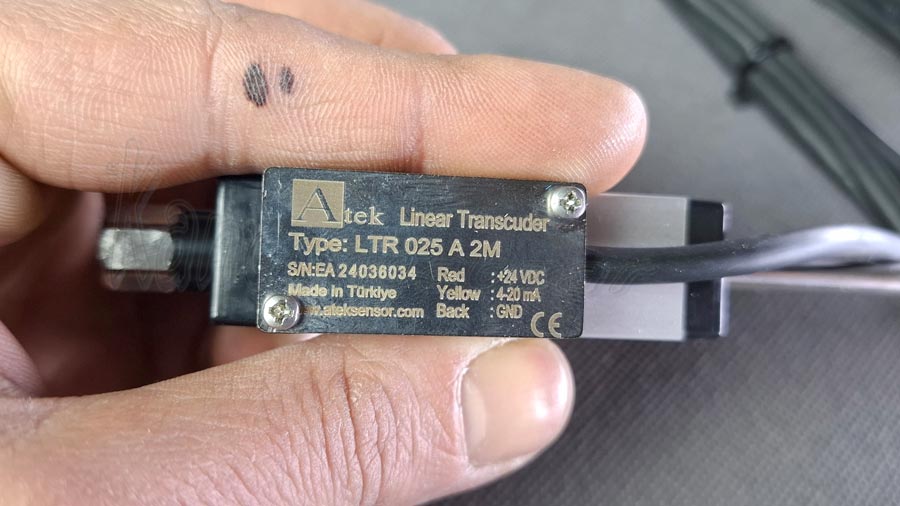 Atek Linear Transcuder
Type: LTR 025 A 2M
S/N:EA 24036034
Made in Türkiye
www.ateksensor.com
Red :+24 VDC
Yellow :4-20 mA
Back :GND
CE